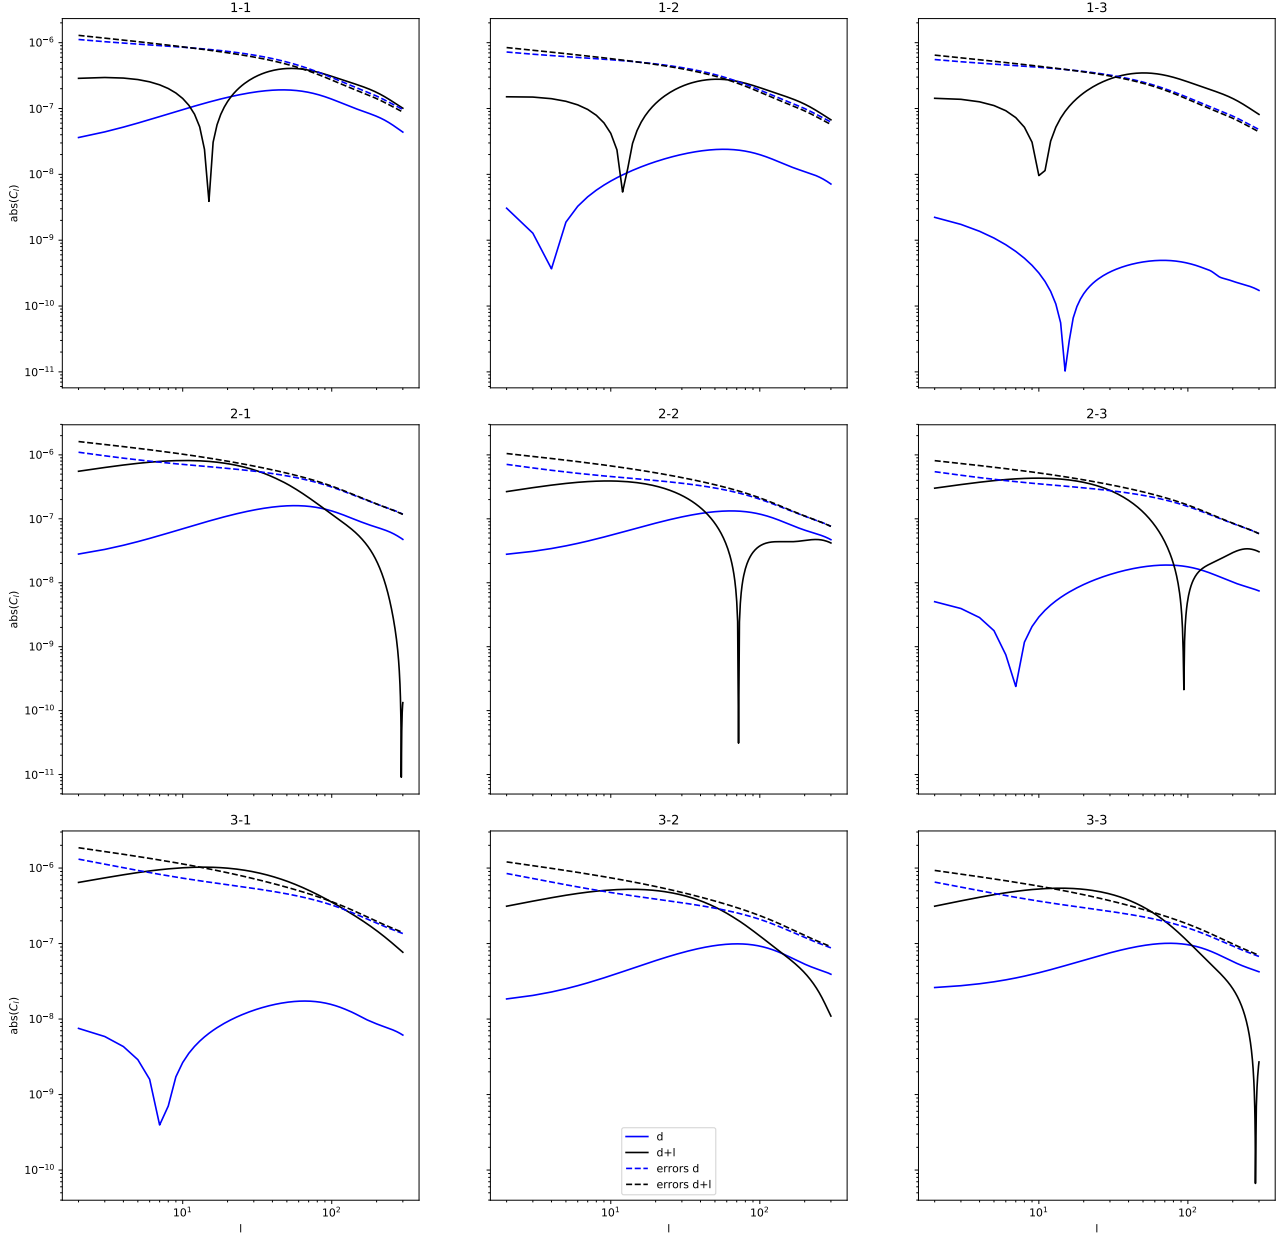 1-1 1-2 1-3
10⁻⁶
10⁻⁷
10⁻⁸
10⁻⁹
10⁻¹⁰
10⁻¹¹
abs(Cₗ)
2-1 2-2 2-3
10⁻⁶
10⁻⁷
10⁻⁸
10⁻⁹
10⁻¹⁰
10⁻¹¹
abs(Cₗ)
3-1 3-2 3-3
10⁻⁶
10⁻⁷
10⁻⁸
10⁻⁹
10⁻¹⁰
abs(Cₗ)
d
d+l
errors d
errors d+l
10¹ 10² 10¹ 10² 10¹ 10²
l l l